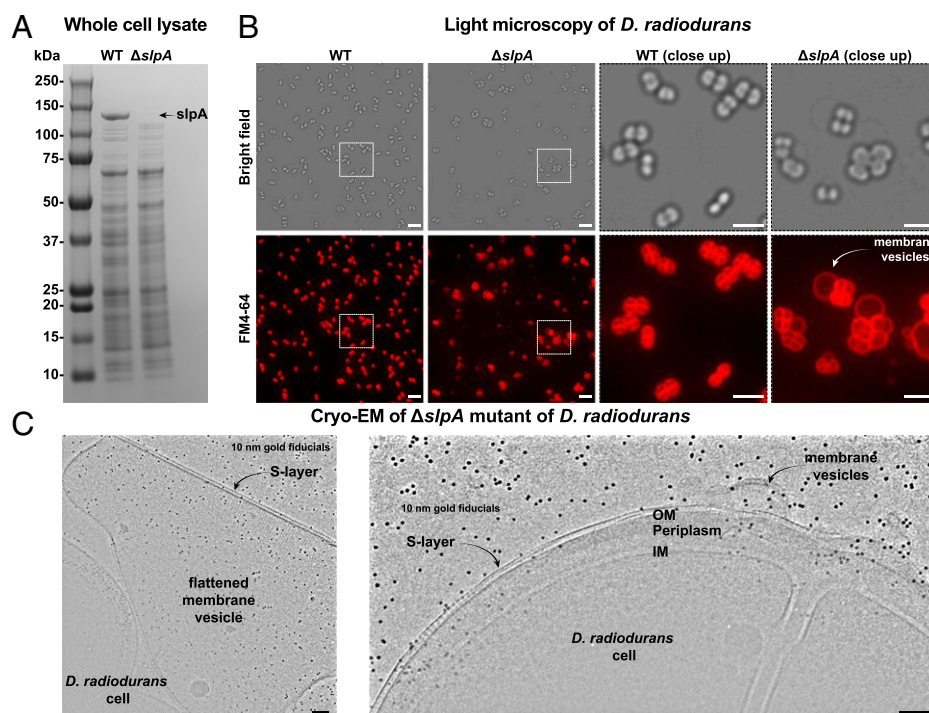 A
Whole cell lysate
kDa
WT ΔslpA
250-
150-
slpA
100-
75-
50-
37-
25-
20-
15-
10-
B
Light microscopy of D. radiodurans
WT
ΔslpA
WT (close up)
ΔslpA (close up)
Bright field
FM4-64
membran
vesicles
C
Cryo-EM of ΔslpA mutant of D. radiodurans
10 nm gold fiducials
S-layer
flattened
membrane
vesicle
D. radiodurans
cell
membrane
vesicles
10 nm gold fiducials
OM
Periplasm
S-layer
IM
D. radiodurans
cell